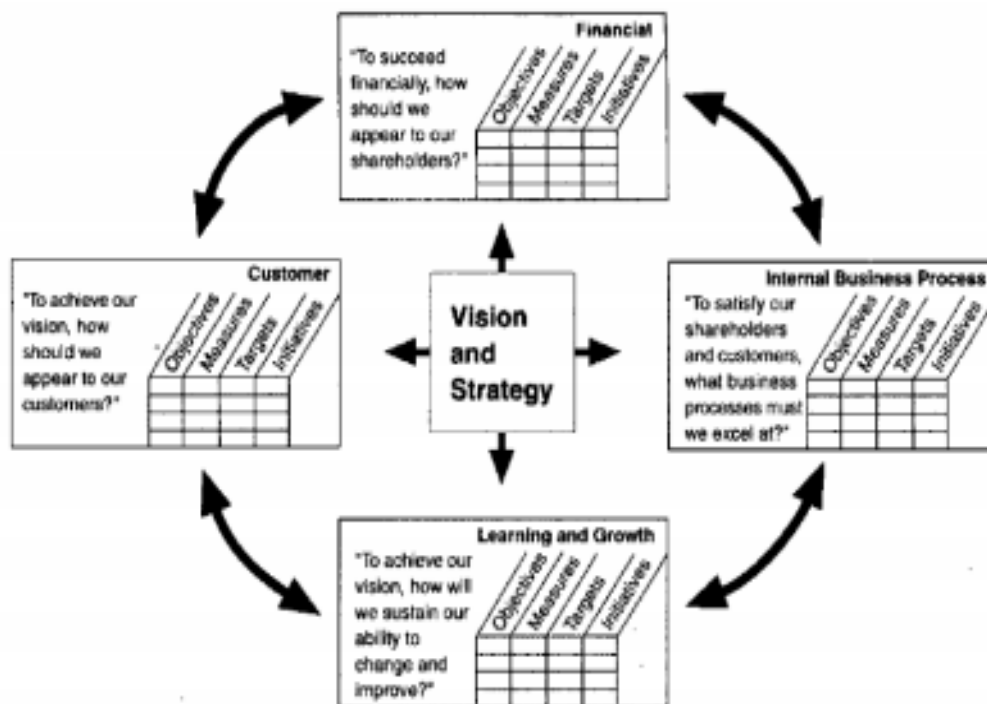 Financial
"To succeed
financially, how
should we
appear to our
shareholders?"
Objectives
Measures
Targets
Initiatives
Customer
"To achieve our
vision, how
should we
appear to our
customers?"
Objectives
Measures
Targets
Initiatives
Vision
and
Strategy
Internal Business Process
"To satisfy our
shareholders
and customers,
what business
processes must
we excel at?"
Objectives
Measures
Targets
Initiatives
Learning and Growth
"To achieve our
vision, how will
we sustain our
ability to
change and
improve?"
Objectives
Measures
Targets
Initiatives